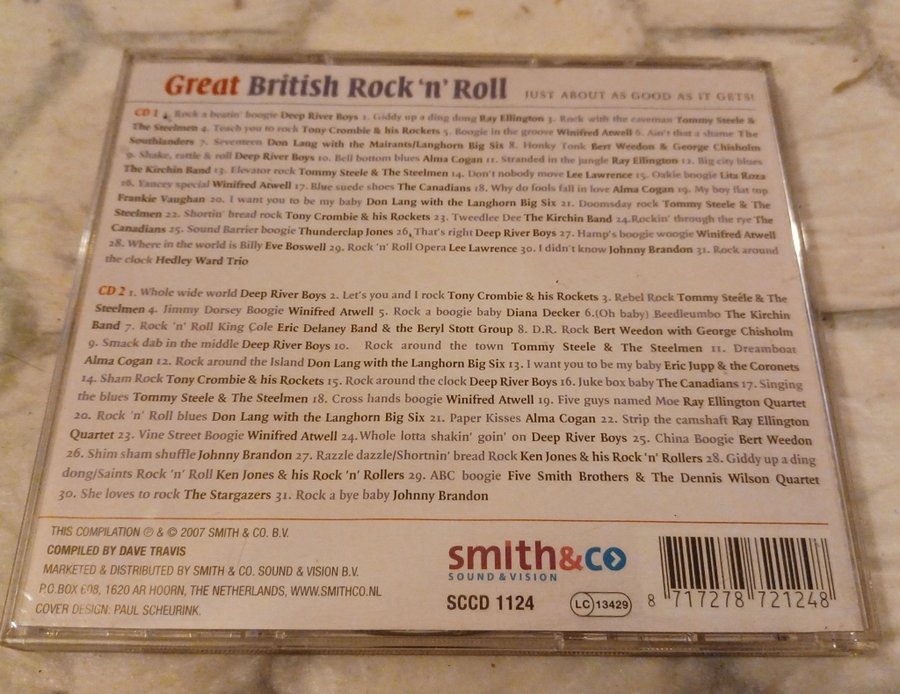 Great British Rock 'n' Roll JUST ABOUT AS GOOD AS IT GETS!
CD 1 1. Rock a beatin' boogie Deep River Boys 1. Giddy up a ding dong Ray Ellington 3. Rock with the caveman Tommy Steele &
The Steelmen 4. Teach you to rock Tony Crombie & his Rockets 5. Boogie in the groove Winifred Atwell 6. Ain't that a shame The
Southlanders 7. Seventeen Don Lang with the Mairants/Langhorn Big Six 8. Honky Tonk Bert Weedon & George Chisholm
9. Shake, rattle & roll Deep River Boys 10. Bell bottom blues Alma Cogan 11. Stranded in the jungle Ray Ellington 12. Big city blues
The Kirchin Band 13. Elevator rock Tommy Steele & The Steelmen 14. Don't nobody move Lee Lawrence 15. Oakie boogie Lita Roza
16. Yancey special Winifred Atwell 17. Blue suede shoes The Canadians 18. Why do fools fall in love Alma Cogan 19. My boy flat top
Frankie Vaughan 20. I want you to be my baby Don Lang with the Langhorn Big Six 21. Doomsday rock Tommy Steele & The
Steelmen 22. Shortin' bread rock Tony Crombie & his Rockets 23. Tweedlee Dee The Kirchin Band 24.Rockin' through the rye The
Canadians 25. Sound Barrier boogie Thunderclap Jones 26. That's right Deep River Boys 27. Hamp's boogie woogie Winifred Atwell
28. Where in the world is Billy Eve Boswell 29. Rock 'n' Roll Opera Lee Lawrence 30. I didn't know Johnny Brandon 31. Rock around
the clock Hedley Ward Trio
CD 2 1. Whole wide world Deep River Boys 2. Let's you and I rock Tony Crombie & his Rockets 3. Rebel Rock Tommy Steele & The
Steelmen 4. Jimmy Dorsey Boogie Winifred Atwell 5. Rock a boogie baby Diana Decker 6.(Oh baby) Beedleumbo The Kirchin
Band 7. Rock 'n' Roll King Cole Eric Delaney Band & the Beryl Stott Group 8. D.R. Rock Bert Weedon with George Chisholm
9. Smack dab in the middle Deep River Boys 10. Rock around the town Tommy Steele & The Steelmen 11. Dreamboat
Alma Cogan 12. Rock around the Island Don Lang with the Langhorn Big Six 13. I want you to be my baby Eric Jupp & the Coronets
14. Sham Rock Tony Crombie & his Rockets 15. Rock around the clock Deep River Boys 16. Juke box baby The Canadians 17. Singing
the blues Tommy Steele & The Steelmen 18. Cross hands boogie Winifred Atwell 19. Five guys named Moe Ray Ellington Quartet
20. Rock 'n' Roll blues Don Lang with the Langhorn Big Six 21. Paper Kisses Alma Cogan 22. Strip the camshaft Ray Ellington
Quartet 23. Vine Street Boogie Winifred Atwell 24.Whole lotta shakin' goin' on Deep River Boys 25. China Boogie Bert Weedon
26. Shim sham shuffle Johnny Brandon 27. Razzle dazzle/Shortnin' bread Rock Ken Jones & his Rock 'n' Rollers 28. Giddy up a ding
dong/Saints Rock 'n' Roll Ken Jones & his Rock 'n' Rollers 29. ABC boogie Five Smith Brothers & The Dennis Wilson Quartet
30. She loves to rock The Stargazers 31. Rock a bye baby Johnny Brandon
THIS COMPILATION ℗ & © 2007 SMITH & CO. B.V.
COMPILED BY DAVE TRAVIS
MARKETED & DISTRIBUTED BY SMITH & CO. SOUND & VISION B.V.
P.O.BOX 608, 1620 AR HOORN, THE NETHERLANDS, WWW.SMITHCO.NL
COVER DESIGN: PAUL SCHEURINK.
smith&co
SOUND & VISION
SCCD 1124
LC 13429
8 717278 721248